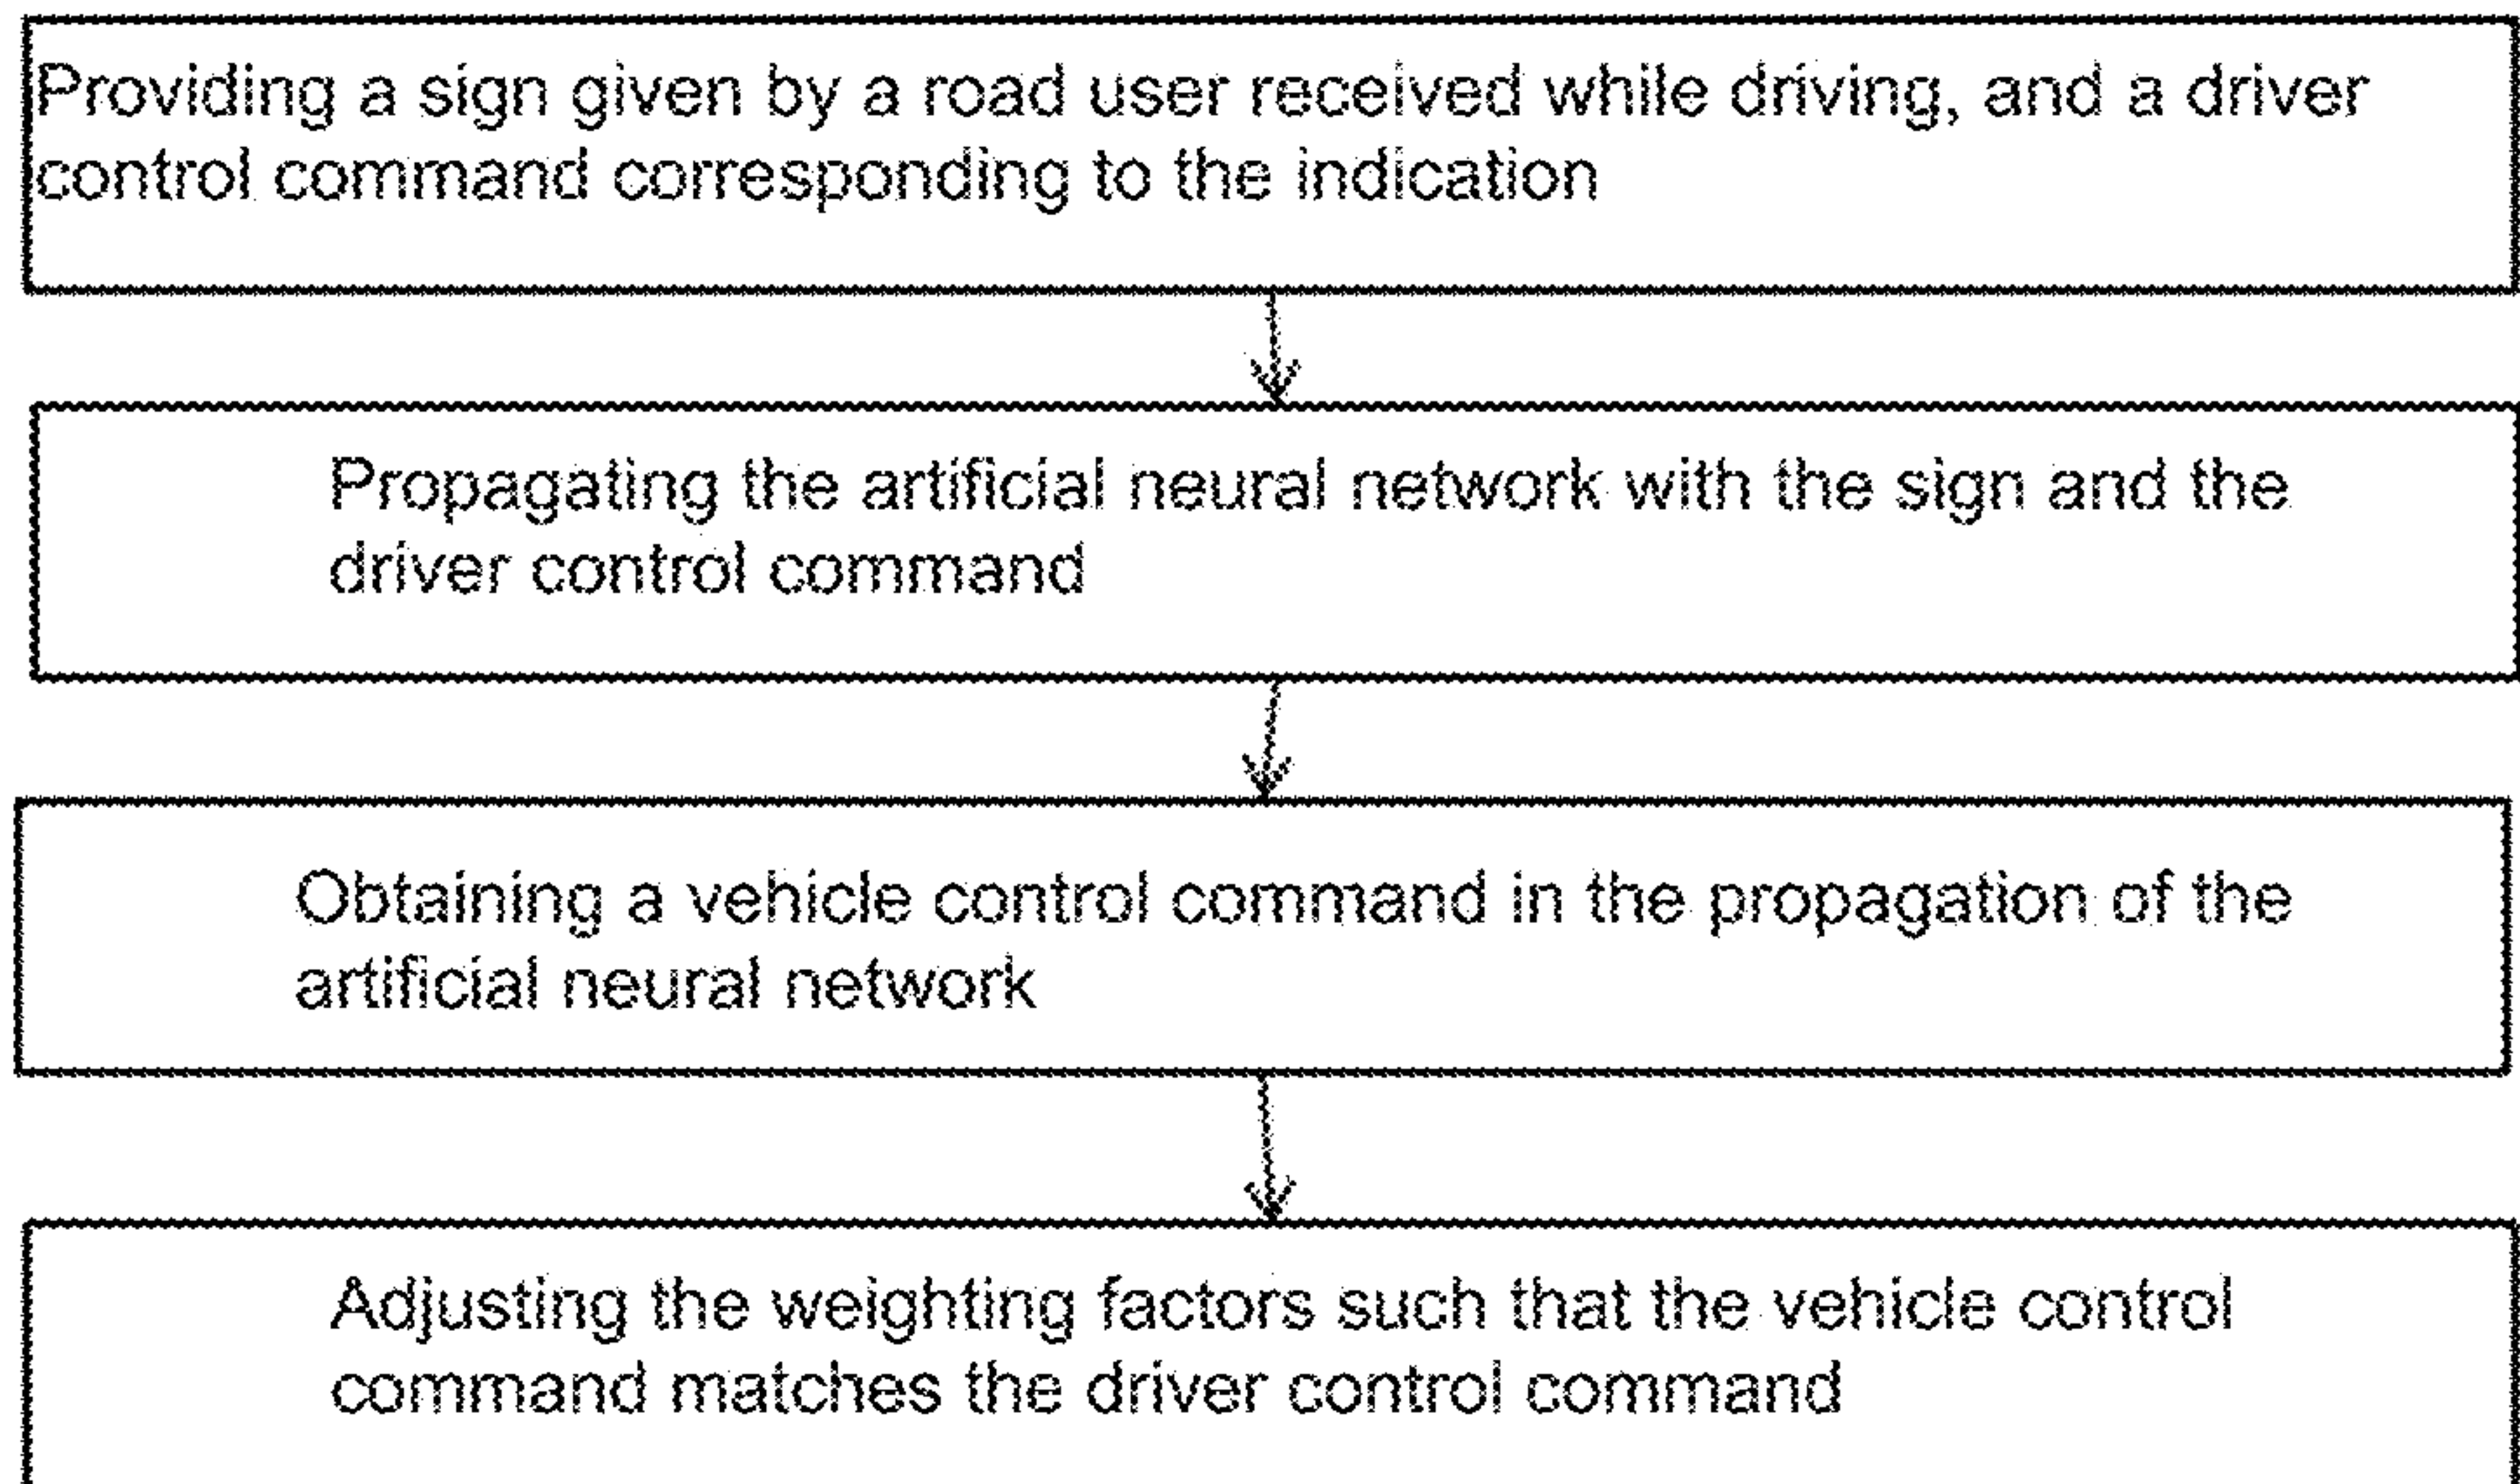 Providing a sign given by a road user received while driving, and a driver
control command corresponding to the indication
Propagating the artificial neural network with the sign and the
driver control command
Obtaining a vehicle control command in the propagation of the
artificial neural network
Adjusting the weighting factors such that the vehicle control
command matches the driver control command